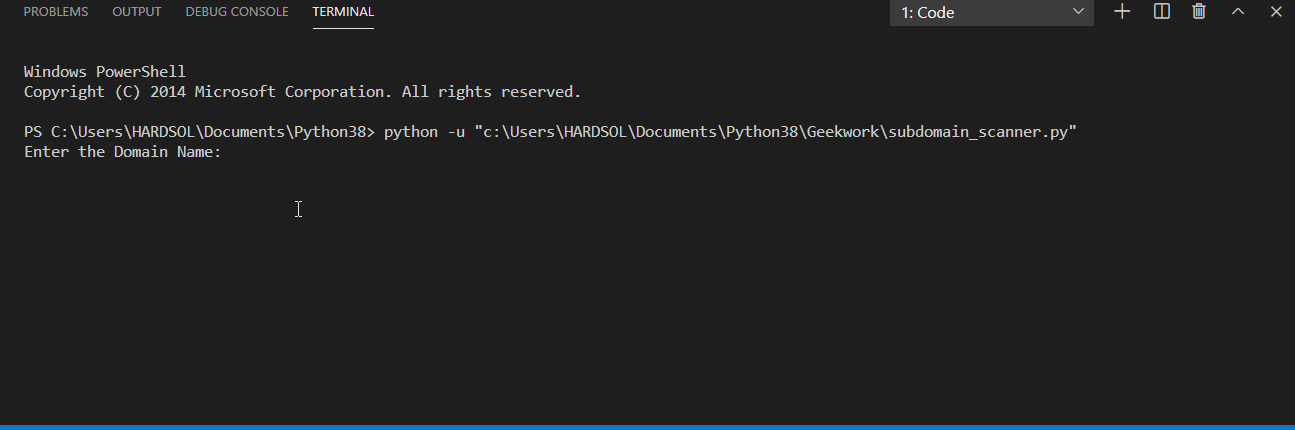 PROBLEMS OUTPUT DEBUG CONSOLE TERMINAL 1: Code
Windows PowerShell
Copyright (C) 2014 Microsoft Corporation. All rights reserved.
PS C:\Users\HARDSOL\Documents\Python38> python -u "c:\Users\HARDSOL\Documents\Python38\Geekwork\subdomain_scanner.py"
Enter the Domain Name: